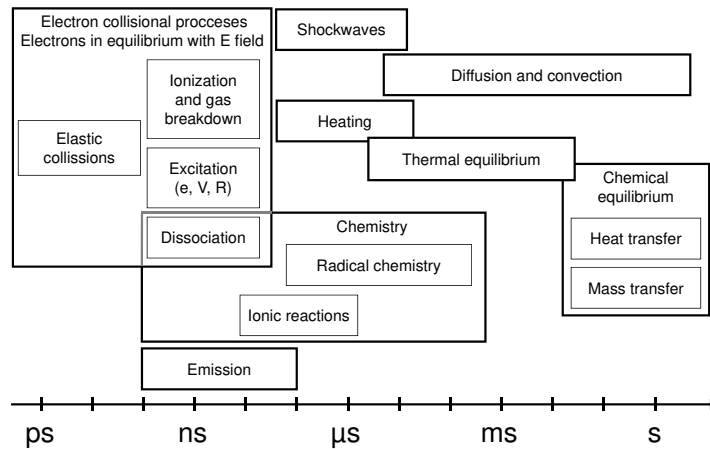 Electron collisional procceses
Electrons in equilibrium with E field
Ionization
and gas
breakdown
Elastic
collissions
Excitation
(e, V, R)
Dissociation
Shockwaves
Diffusion and convection
Heating
Thermal equilibrium
Chemical
equilibrium
Heat transfer
Mass transfer
Chemistry
Radical chemistry
Ionic reactions
Emission
ps
ns
μs
ms
s